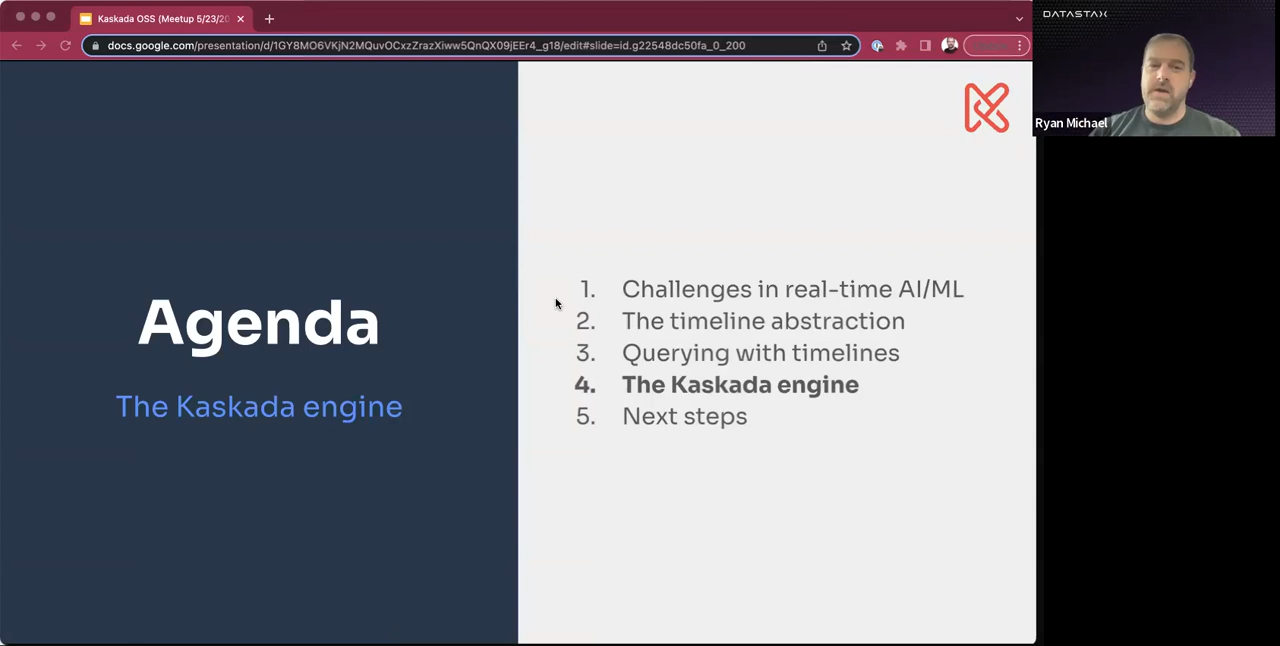 Kaskada OSS (Meetup 5/23/20
docs.google.com/presentation/d/1GY8MO6VKjN2MQuvOCxzZrazXiww5QnQX09jEEr4_g18/edit#slide=id.g22548dc50fa_0_200
DATASTAX
Ryan Michael
Agenda
The Kaskada engine
1. Challenges in real-time AI/ML
2. The timeline abstraction
3. Querying with timelines
4. The Kaskada engine
5. Next steps